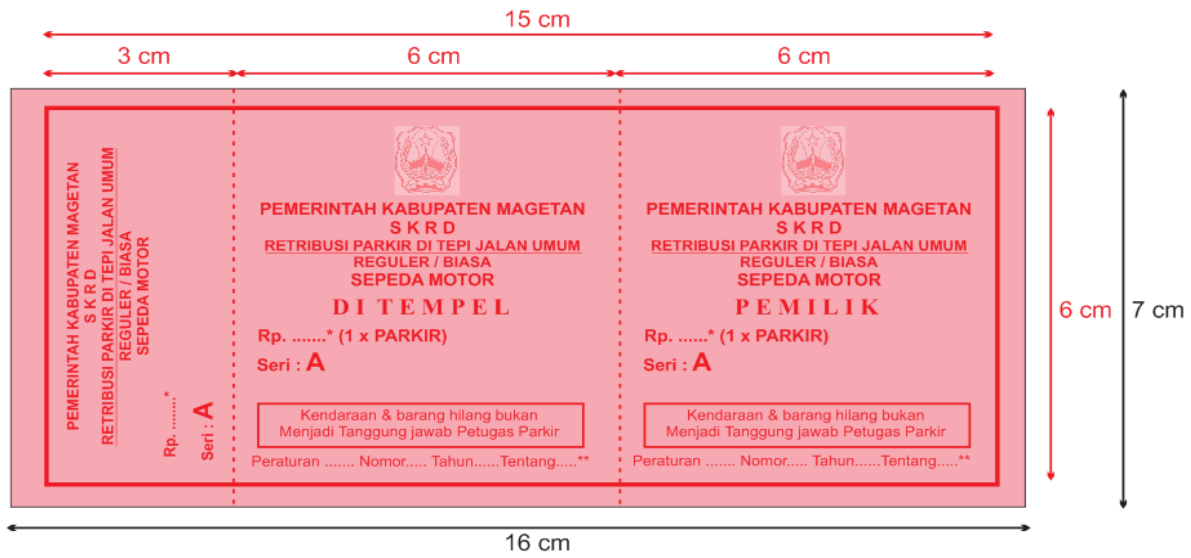 15 cm
3 cm
6 cm
6 cm
PEMERINTAH KABUPATEN MAGETAN
S K R D
RETRIBUSI PARKIR DI TEPI JALAN UMUM
REGULER / BIASA
SEPEDA MOTOR
Rp. ........*
Seri : A
PEMERINTAH KABUPATEN MAGETAN
S K R D
RETRIBUSI PARKIR DI TEPI JALAN UMUM
REGULER / BIASA
SEPEDA MOTOR
DI TEMPEL
Rp. .......* (1 x PARKIR)
Seri : A
Kendaraan & barang hilang bukan
Menjadi Tanggung jawab Petugas Parkir
Peraturan ....... Nomor..... Tahun......Tentang.....**
PEMERINTAH KABUPATEN MAGETAN
S K R D
RETRIBUSI PARKIR DI TEPI JALAN UMUM
REGULER / BIASA
SEPEDA MOTOR
PEMILIK
Rp. ......* (1 x PARKIR)
Seri : A
Kendaraan & barang hilang bukan
Menjadi Tanggung jawab Petugas Parkir
Peraturan ....... Nomor..... Tahun......Tentang.....**
6 cm
7 cm
16 cm